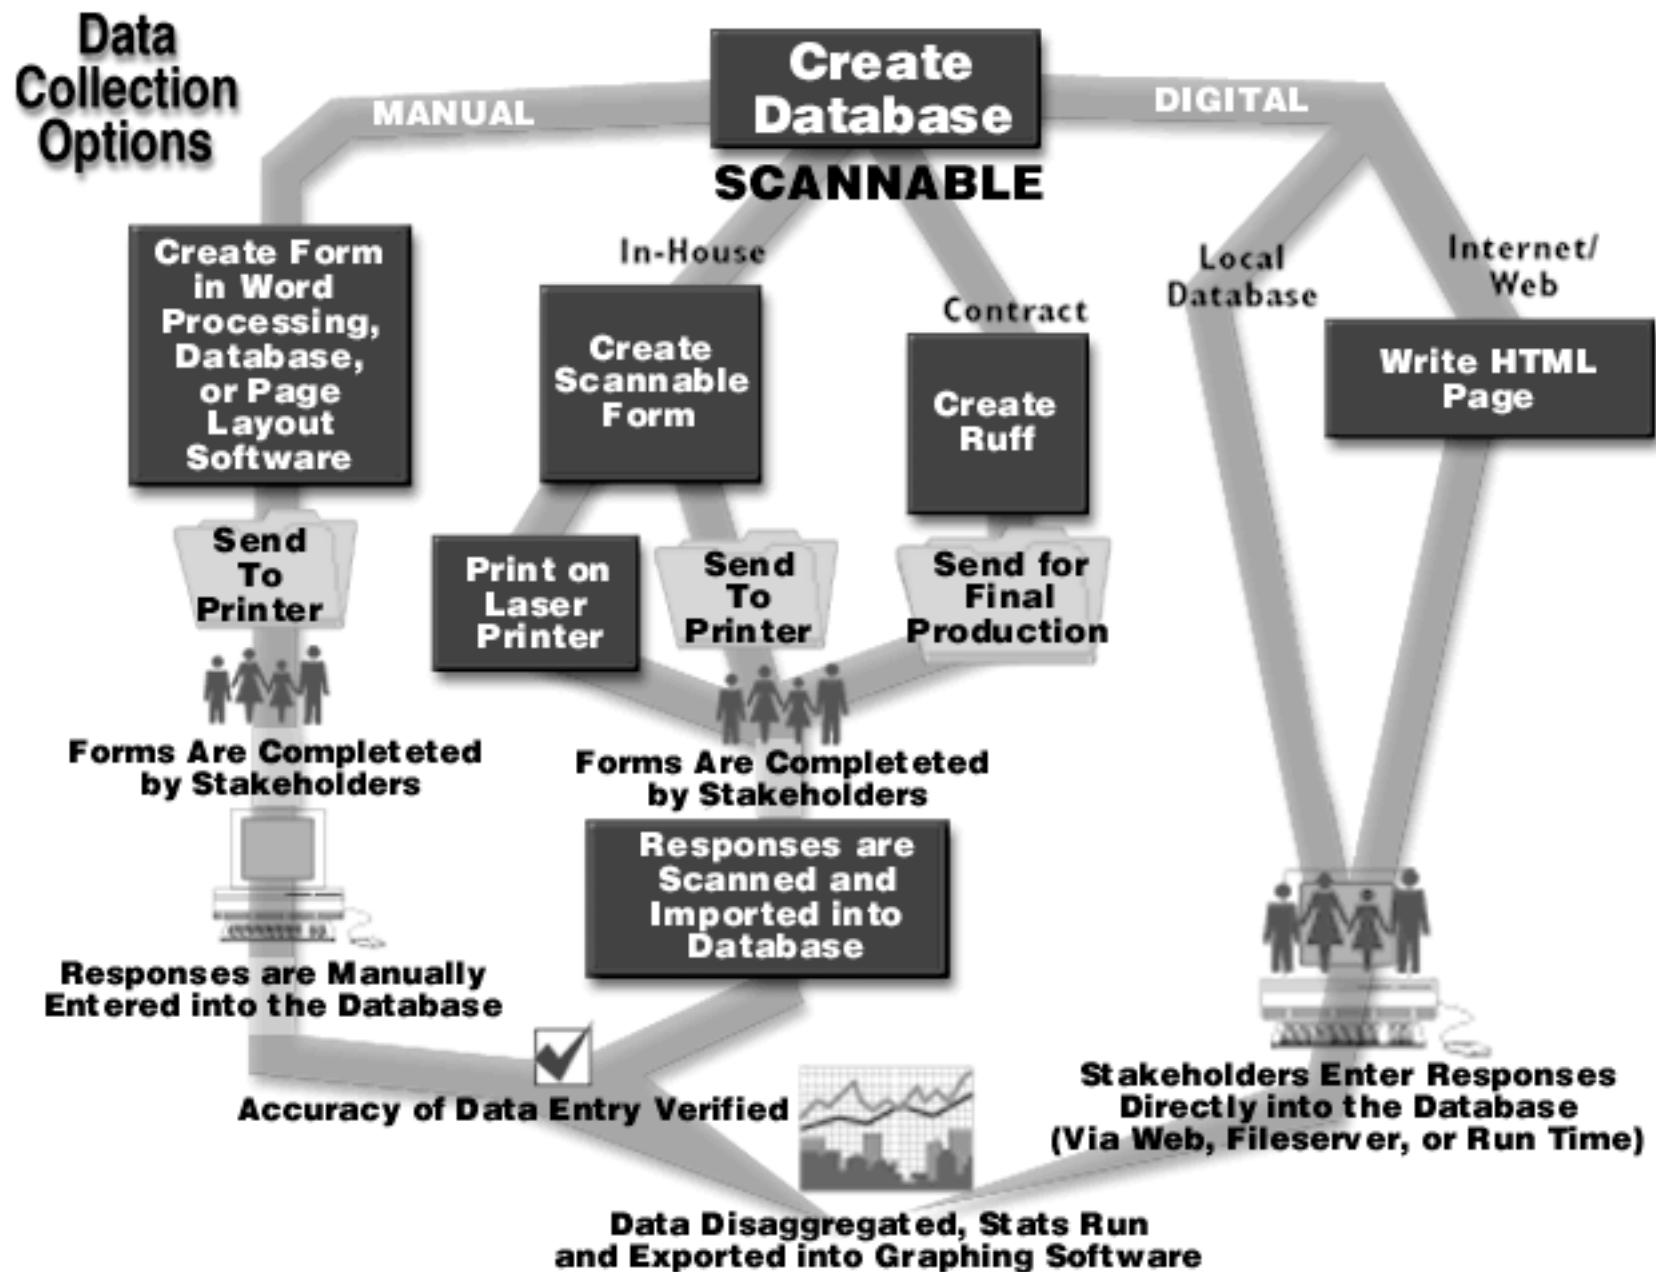 Data
Collection
Options
Create
Database
MANUAL
DIGITAL
SCANNABLE
Create Form
in Word
Processing,
Database,
or Page
Layout
Software
In-House
Contract
Local
Database
Internet/
Web
Create
Scannable
Form
Create
Ruff
Write HTML
Page
Send
To
Printer
Print on
Laser
Printer
Send
To
Printer
Send for
Final
Production
Forms Are Completeted
by Stakeholders
Forms Are Completeted
by Stakeholders
Responses are
Scanned and
Imported into
Database
Responses are Manually
Entered into the Database
Accuracy of Data Entry Verified
Stakeholders Enter Responses
Directly into the Database
(Via Web, Fileserver, or Run Time)
Data Disaggregated, Stats Run
and Exported into Graphing Software